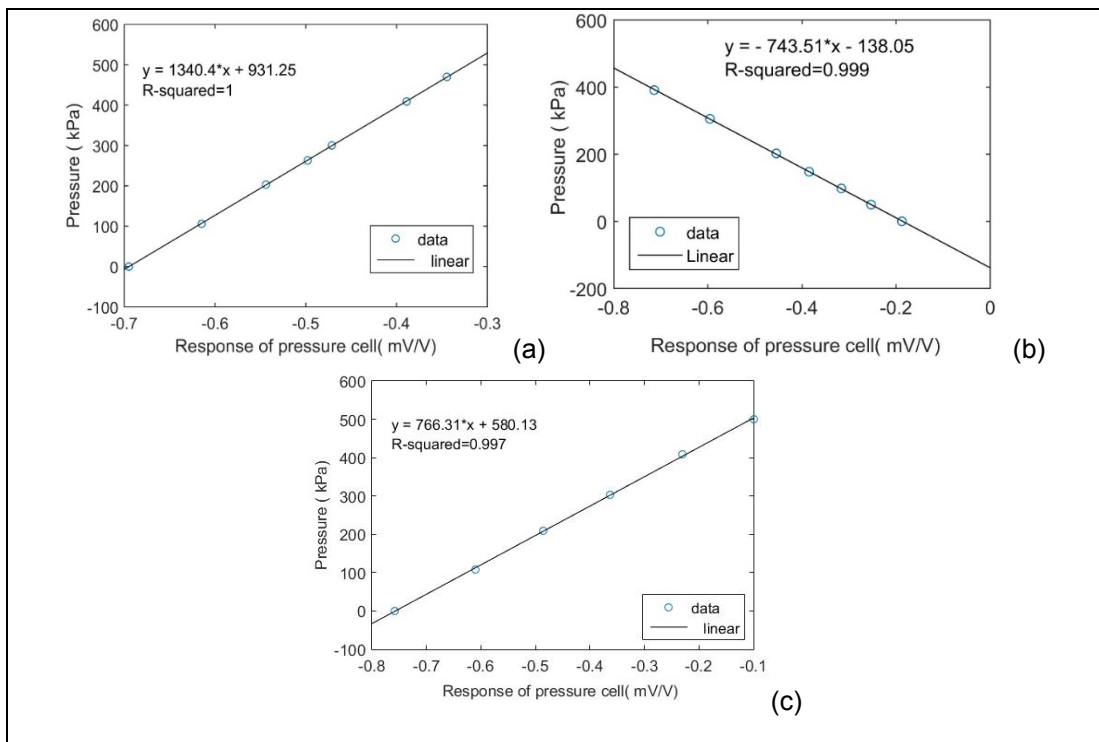 600
500
400
300
200
100
0
-100
y = 1340.4*x + 931.25
R-squared=1
Pressure ( kPa)
data
linear
-0.7
-0.6
-0.5
-0.4
-0.3
Response of pressure cell( mV/V)
(a)
600
400
200
0
-200
y = - 743.51*x - 138.05
R-squared=0.999
Pressure ( kPa)
data
Linear
-0.8
-0.6
-0.4
-0.2
0
Response of pressure cell( mV/V)
(b)
600
500
400
300
200
100
0
-100
y = 766.31*x + 580.13
R-squared=0.997
Pressure ( kPa)
data
linear
-0.8
-0.7
-0.6
-0.5
-0.4
-0.3
-0.2
-0.1
Response of pressure cell( mV/V)
(c)